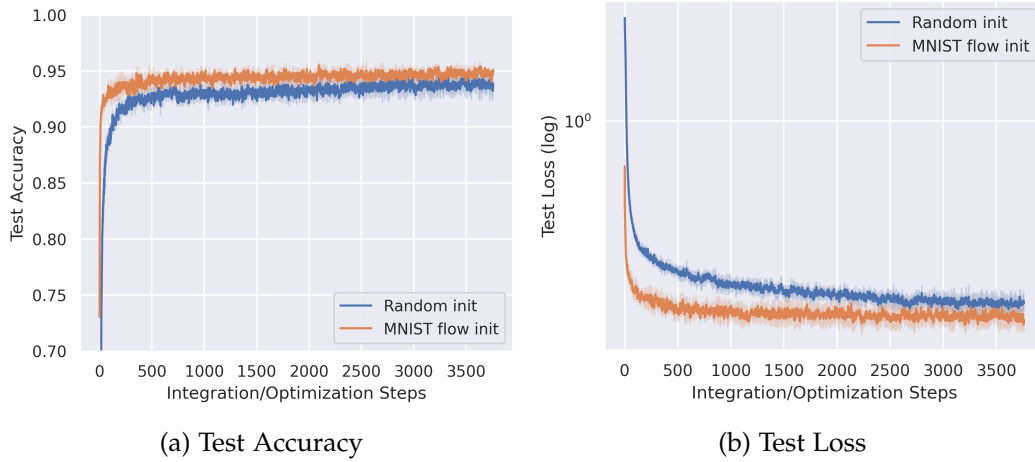 1.00
0.95
0.90
0.85
0.80
0.75
0.70
Test Accuracy
Random init
MNIST flow init
0 500 1000 1500 2000 2500 3000 3500
Integration/Optimization Steps
(a) Test Accuracy
Random init
MNIST flow init
10⁰
Test Loss (log)
0 500 1000 1500 2000 2500 3000 3500
Integration/Optimization Steps
(b) Test Loss